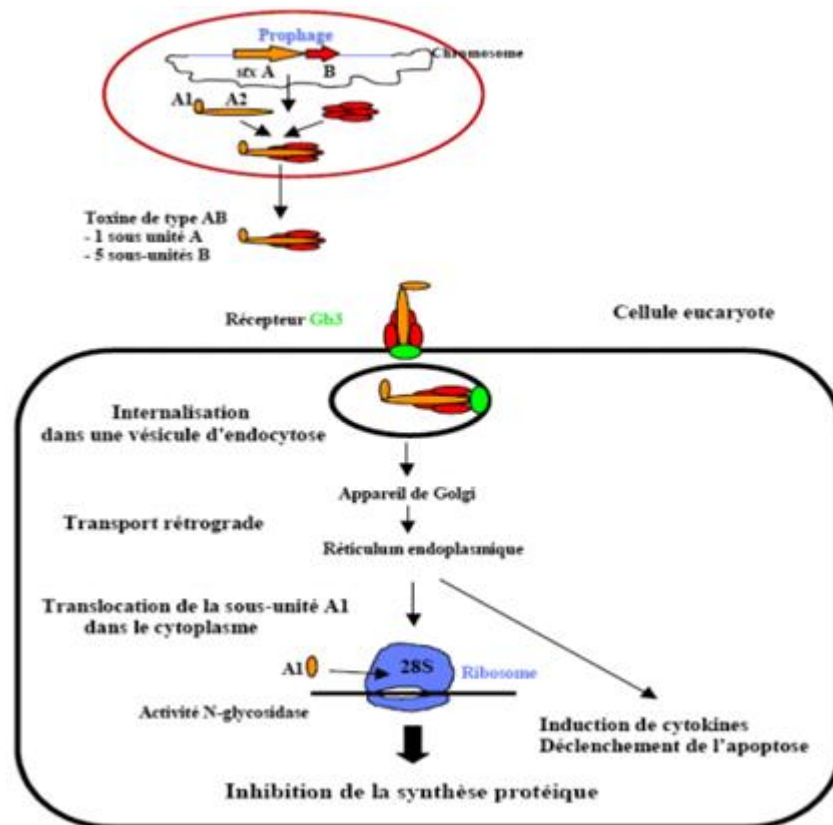 Prophage
Chromosome
stx A B
A1 A2
Toxine de type AB
- 1 sous unité A
- 5 sous-unités B
Récepteur Gb3
Cellule eucaryote
Internalisation
dans une vésicule d'endocytose
Appareil de Golgi
Transport rétrograde
Réticulum endoplasmique
Translocation de la sous-unité A1
dans le cytoplasme
A1
28S
Ribosome
Activité N-glycosidase
Induction de cytokines
Déclenchement de l'apoptose
Inhibition de la synthèse protéique